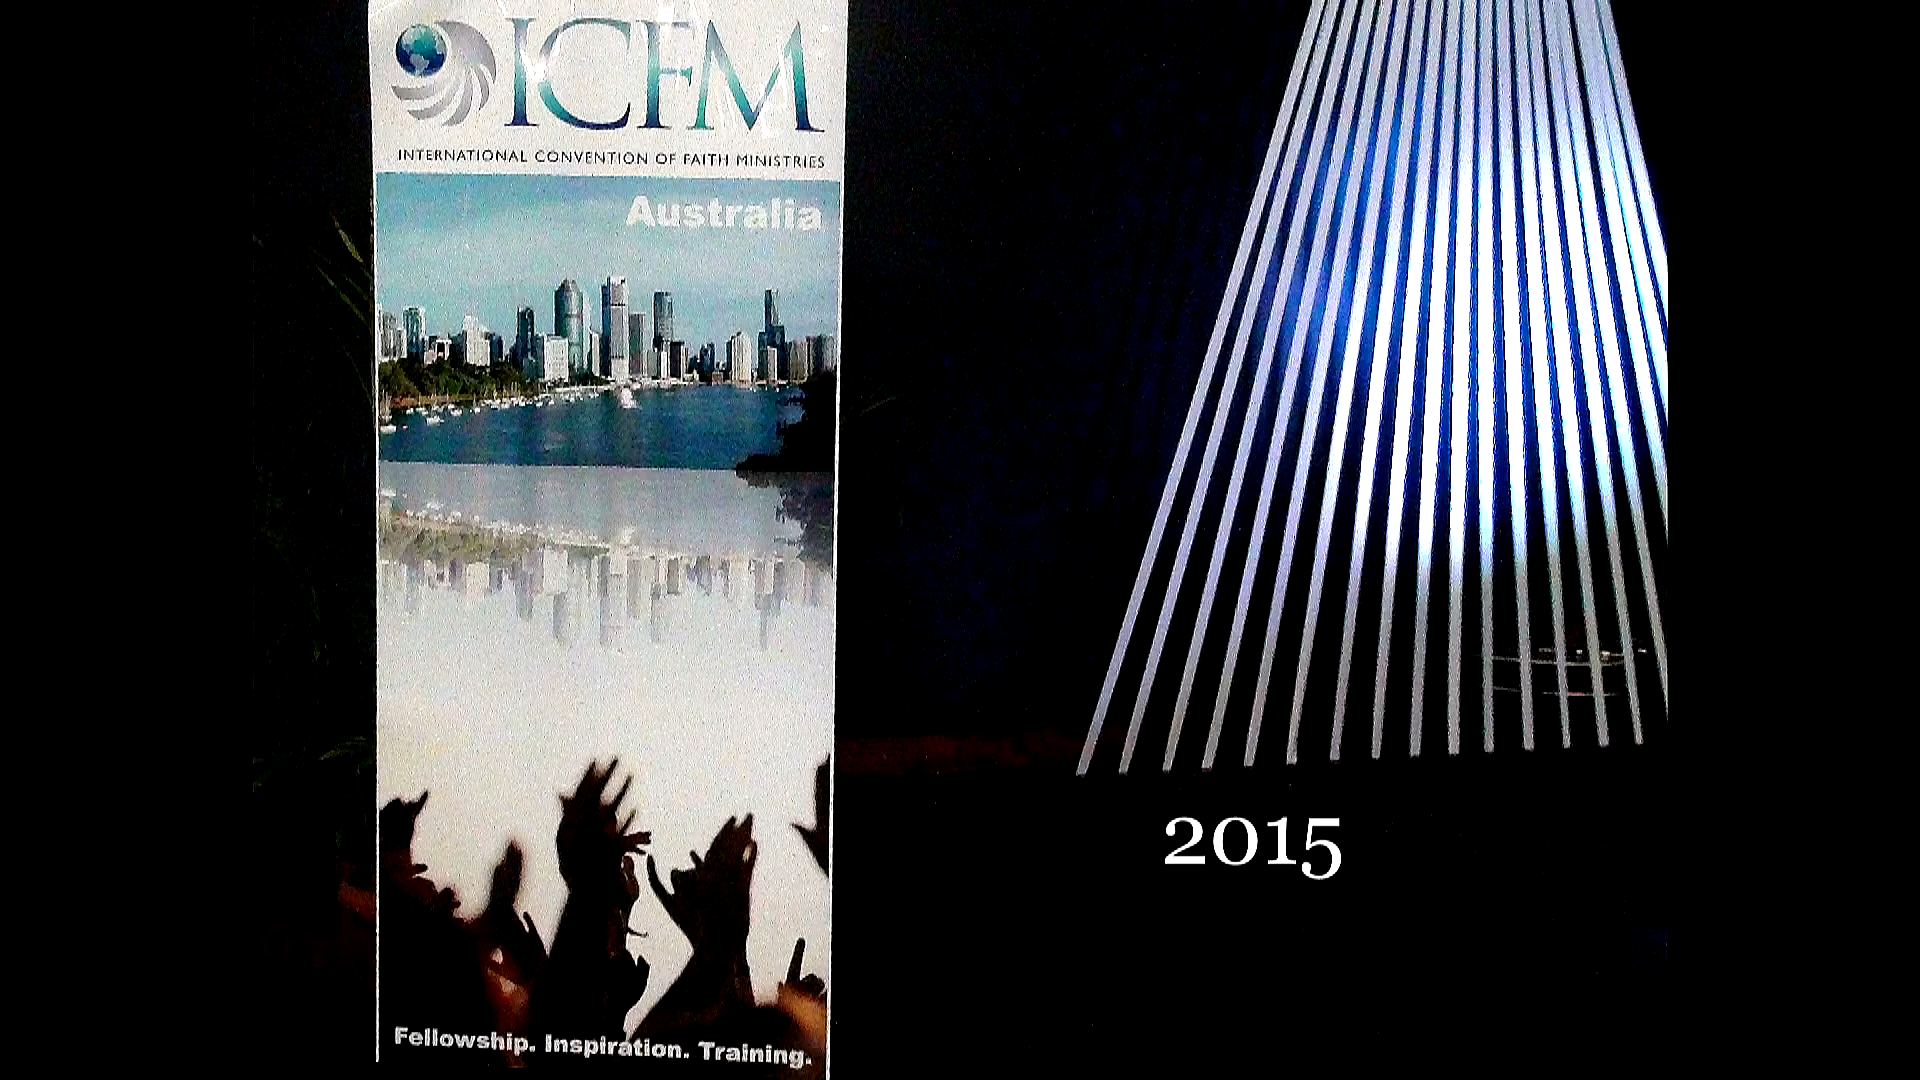 ICFM
INTERNATIONAL CONVENTION OF FAITH MINISTRIES
Australia
2015
Fellowship. Inspiration. Training.